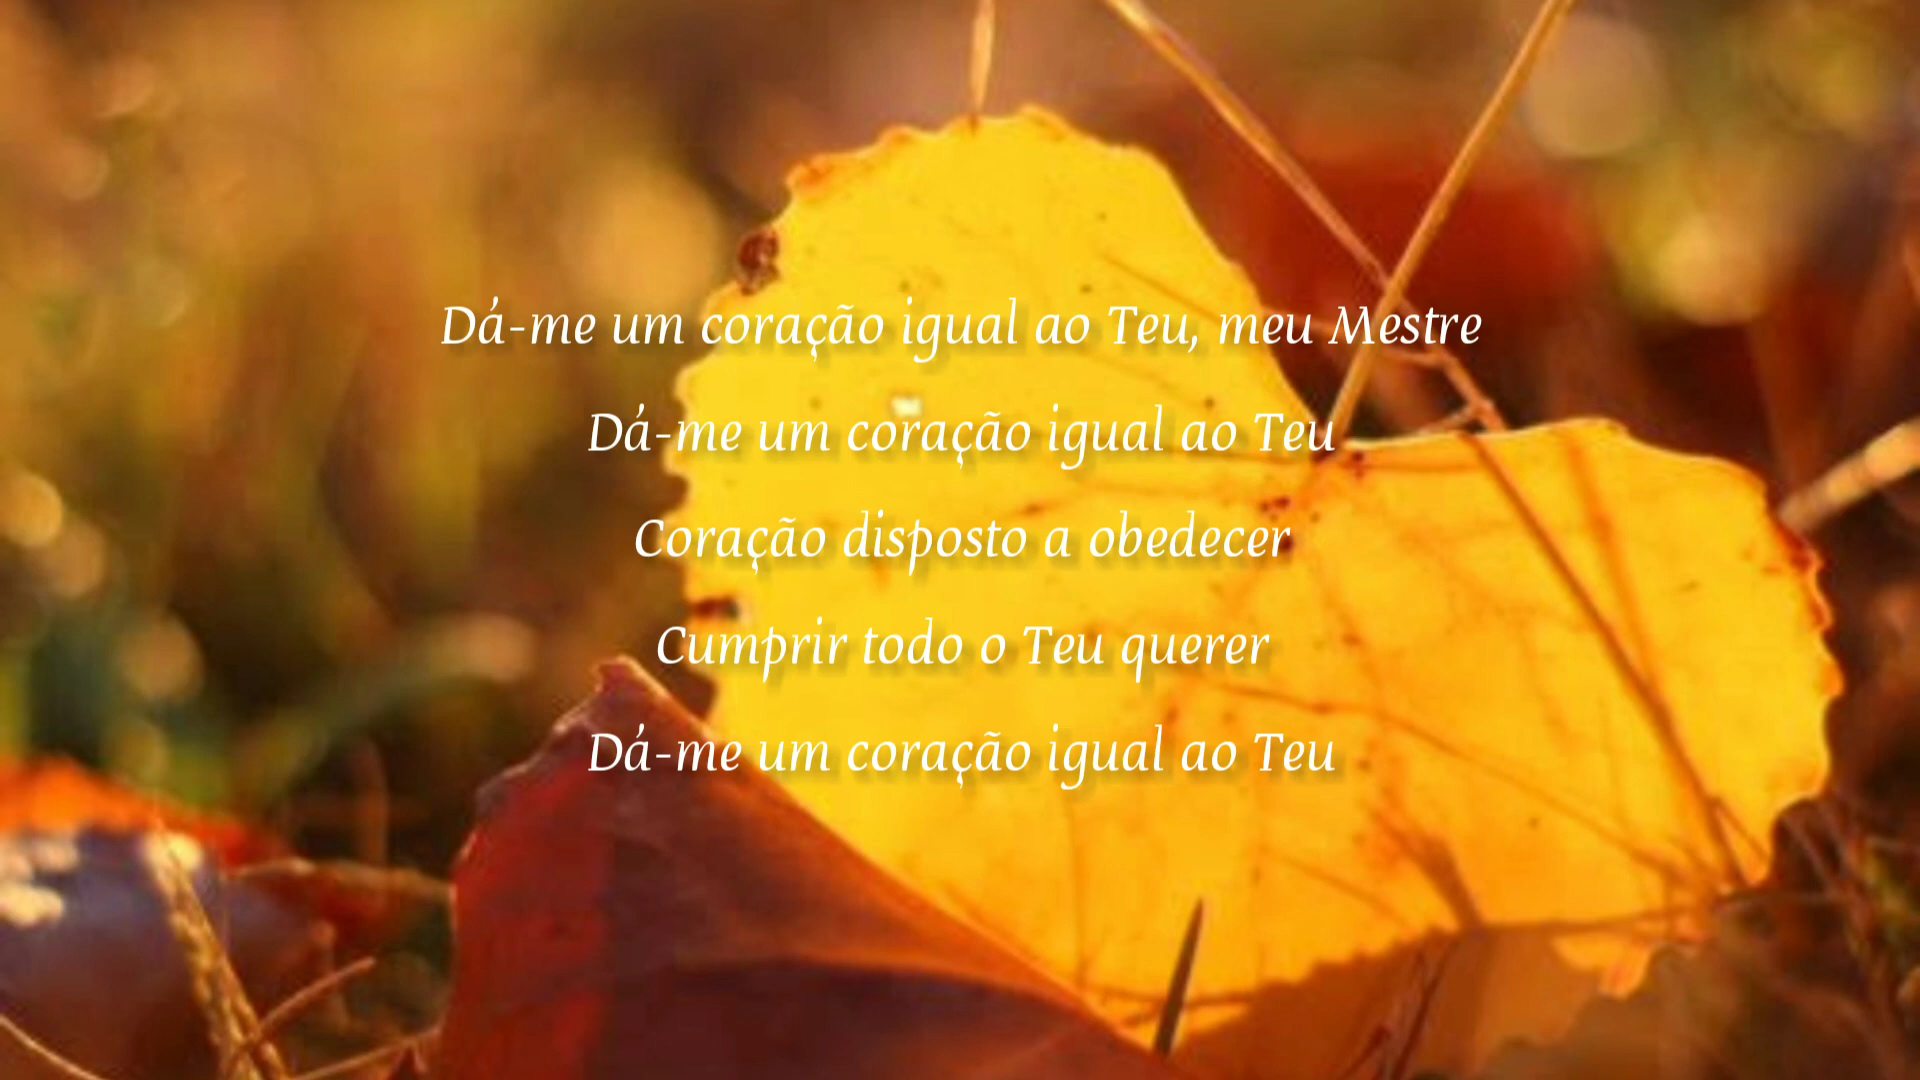 Dá-me um coração igual ao Teu, meu Mestre
Dá-me um coração igual ao Teu
Coração disposto a obedecer
Cumprir todo o Teu querer
Dá-me um coração igual ao Teu